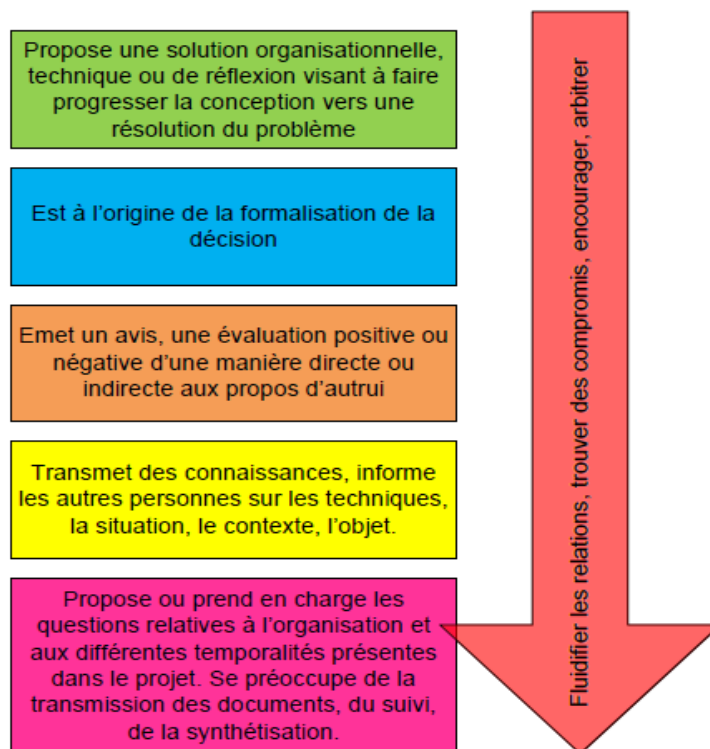 Propose une solution organisationnelle,
technique ou de réflexion visant à faire
progresser la conception vers une
résolution du problème
Est à l'origine de la formalisation de la
décision
Emet un avis, une évaluation positive ou
négative d'une manière directe ou
indirecte aux propos d'autrui
Transmet des connaissances, informe
les autres personnes sur les techniques,
la situation, le contexte, l'objet.
Propose ou prend en charge les
questions relatives à l'organisation et
aux différentes temporalités présentes
dans le projet. Se préoccupe de la
transmission des documents, du suivi,
de la synthétisation.
Fluidifier les relations, trouver des compromis, encourager, arbitrer